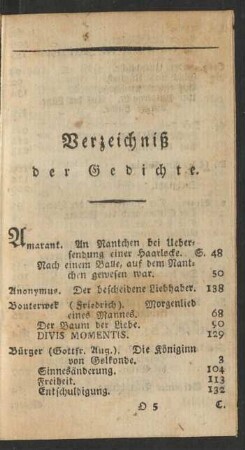 Verzeichniß
der Gedichte.
Amarant. An Nantchen bei Ueber-
sendung einer Haarlocke. S. 48
Nach einem Balle, auf dem Nant-
chen gewesen war. 50
Anonymus. Der bescheidene Liebhaber. 138
Bouterwek (Friedrich). Morgenlied
eines Mannes. 68
Der Baum der Liebe. 90
DIVIS MOMENTIS. 129
Bürger (Gottfr. Aug.). Die Königinn
von Golkonde. 3
Sinnesänderung. 104
Freiheit. 113
Entschuldigung. 132
O 5 C.